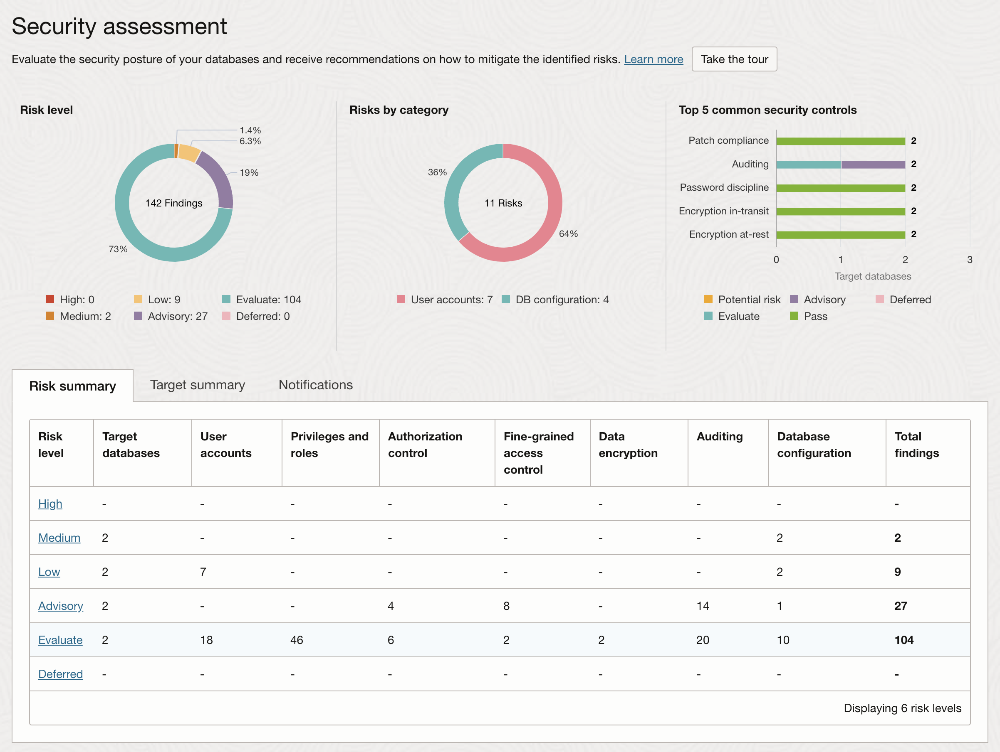 Security assessment
Evaluate the security posture of your databases and receive recommendations on how to mitigate the identified risks. Learn more Take the tour
Risk level
1.4%
6.3%
19%
142 Findings
73%
High: 0 Low: 9 Evaluate: 104
Medium: 2 Advisory: 27 Deferred: 0
Risks by category
36%
11 Risks
64%
User accounts: 7 DB configuration: 4
Top 5 common security controls
Patch compliance 2
Auditing 2
Password discipline 2
Encryption in-transit 2
Encryption at-rest 2
0 1 2 3
Target databases
Potential risk Advisory Deferred
Evaluate Pass
Risk summary Target summary Notifications
Risk level Target databases User accounts Privileges and roles Authorization control Fine-grained access control Data encryption Auditing Database configuration Total findings
High - - - - - - - - -
Medium 2 - - - - - - 2 2
Low 2 7 - - - - - 2 9
Advisory 2 - - 4 8 - 14 1 27
Evaluate 2 18 46 6 2 2 20 10 104
Deferred - - - - - - - - -
Displaying 6 risk levels